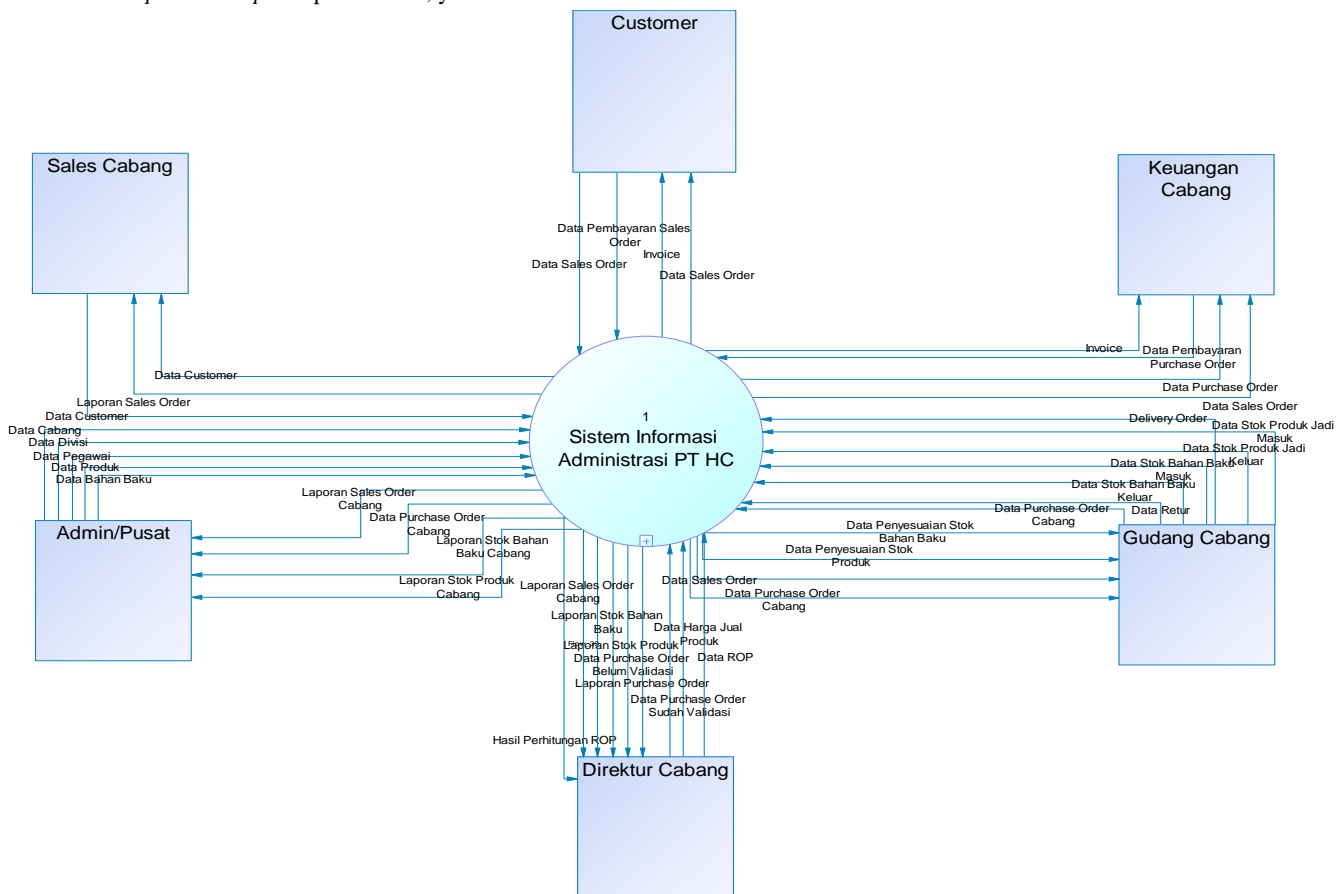 Customer
Sales Cabang
Keuangan
Cabang
Data Pembayaran Sales
Order
Invoice
Data Sales Order
Data Sales Order
Invoice
Data Pembayaran
Purchase Order
Data Customer
Data Purchase Order
Laporan Sales Order
Data Customer
Data Sales Order
Delivery Order
Data Cabang
Data Divisi
Data Pegawai
Data Produk
Data Bahan Baku
1
Sistem Informasi
Administrasi PT HC
Data Stok Produk Jadi
Masuk
Data Stok Produk Jadi
Keluar
Data Stok Bahan Baku
Masuk
Data Stok Bahan Baku
Keluar
Data Retur
Data Purchase Order
Cabang
Laporan Sales Order
Cabang
Data Purchase Order
Cabang
Laporan Stok Bahan
Baku Cabang
Laporan Stok Produk
Cabang
Admin/Pusat
Gudang Cabang
Data Penyesuaian Stok
Bahan Baku
Data Penyesuaian Stok
Produk
Data Sales Order
Data Purchase Order
Cabang
Laporan Sales Order
Cabang
Laporan Stok Bahan
Baku
Laporan Stok Produk
Data Purchase Order
Belum Validasi
Laporan Purchase Order
Data Harga Jual
Produk
Data ROP
Data Purchase Order
Sudah Validasi
Hasil Perhitungan ROP
Direktur Cabang